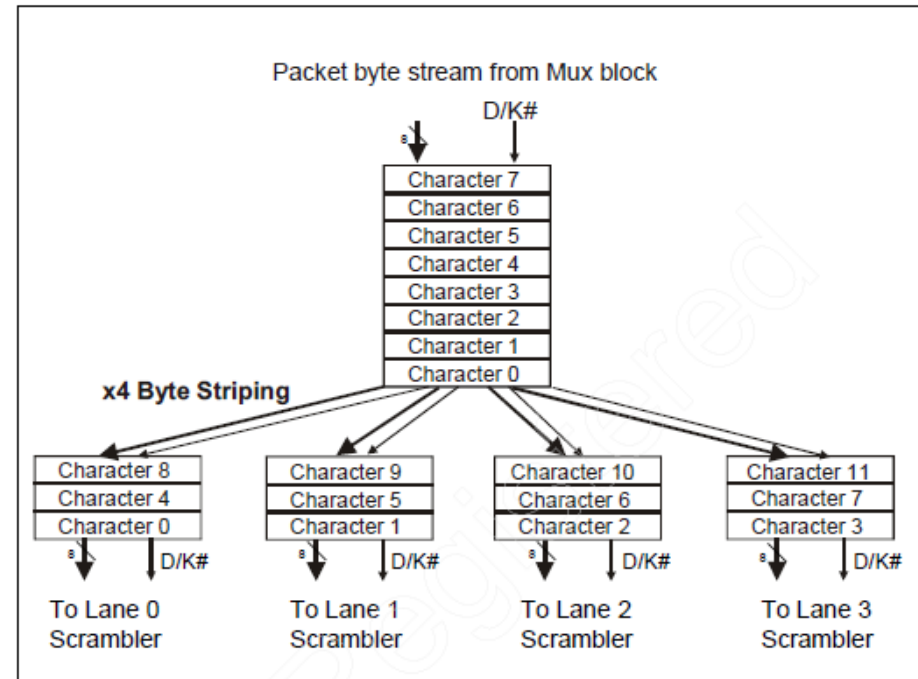 Packet byte stream from Mux block
8 D/K#
Character 7
Character 6
Character 5
Character 4
Character 3
Character 2
Character 1
Character 0
x4 Byte Striping
Character 8 Character 9 Character 10 Character 11
Character 4 Character 5 Character 6 Character 7
Character 0 Character 1 Character 2 Character 3
8 D/K# 8 D/K# 8 D/K# 8 D/K#
To Lane 0 To Lane 1 To Lane 2 To Lane 3
Scrambler Scrambler Scrambler Scrambler
Registered